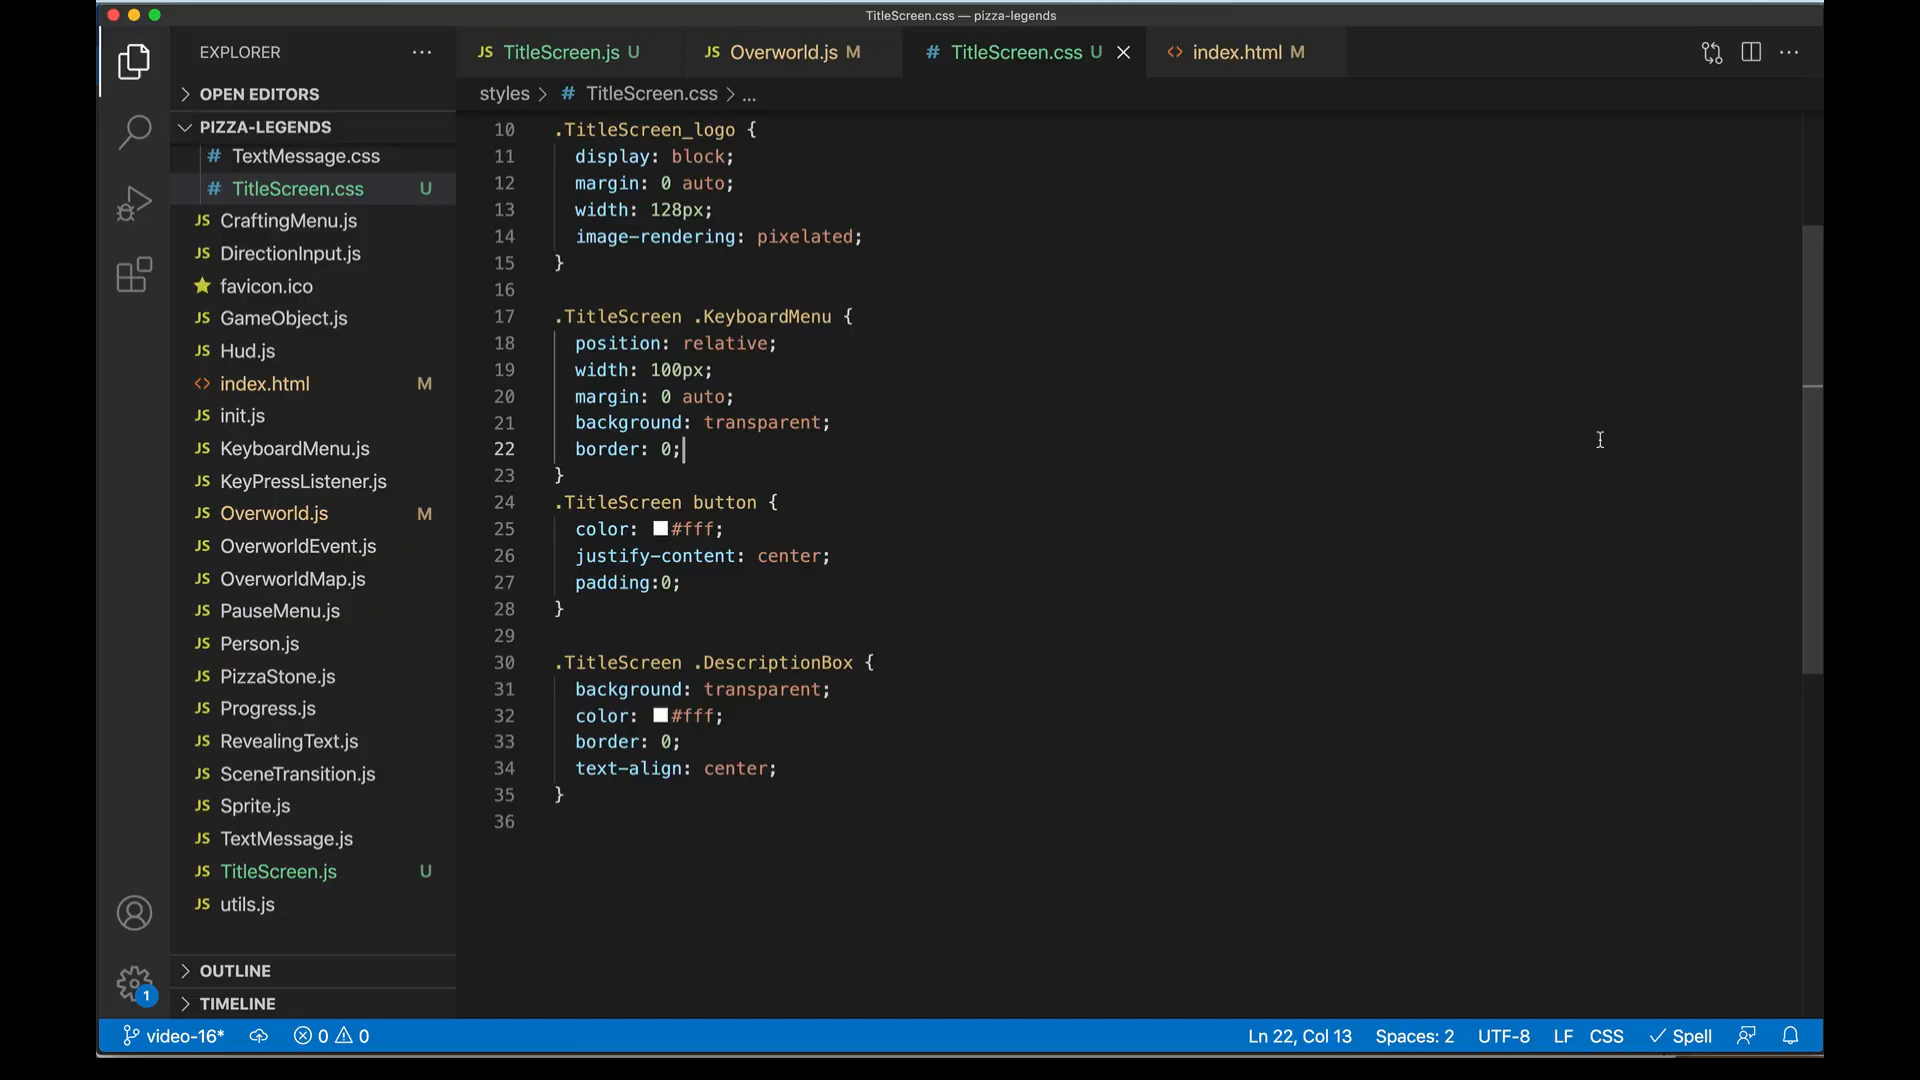 TitleScreen.css — pizza-legends
EXPLORER ...
JS TitleScreen.js U
JS Overworld.js M
# TitleScreen.css U
<> index.html M
OPEN EDITORS
styles > # TitleScreen.css > ...
PIZZA-LEGENDS
# TextMessage.css
# TitleScreen.css U
JS CraftingMenu.js
JS DirectionInput.js
favicon.ico
JS GameObject.js
JS Hud.js
<> index.html M
JS init.js
JS KeyboardMenu.js
JS KeyPressListener.js
JS Overworld.js M
JS OverworldEvent.js
JS OverworldMap.js
JS PauseMenu.js
JS Person.js
JS PizzaStone.js
JS Progress.js
JS RevealingText.js
JS SceneTransition.js
JS Sprite.js
JS TextMessage.js
JS TitleScreen.js U
JS utils.js
OUTLINE
TIMELINE
10 .TitleScreen_logo {
11 display: block;
12 margin: 0 auto;
13 width: 128px;
14 image-rendering: pixelated;
15 }
16
17 .TitleScreen .KeyboardMenu {
18 position: relative;
19 width: 100px;
20 margin: 0 auto;
21 background: transparent;
22 border: 0;
23 }
24 .TitleScreen button {
25 color: #fff;
26 justify-content: center;
27 padding:0;
28 }
29
30 .TitleScreen .DescriptionBox {
31 background: transparent;
32 color: #fff;
33 border: 0;
34 text-align: center;
35 }
36
1
video-16* 0 0 Ln 22, Col 13 Spaces: 2 UTF-8 LF CSS Spell